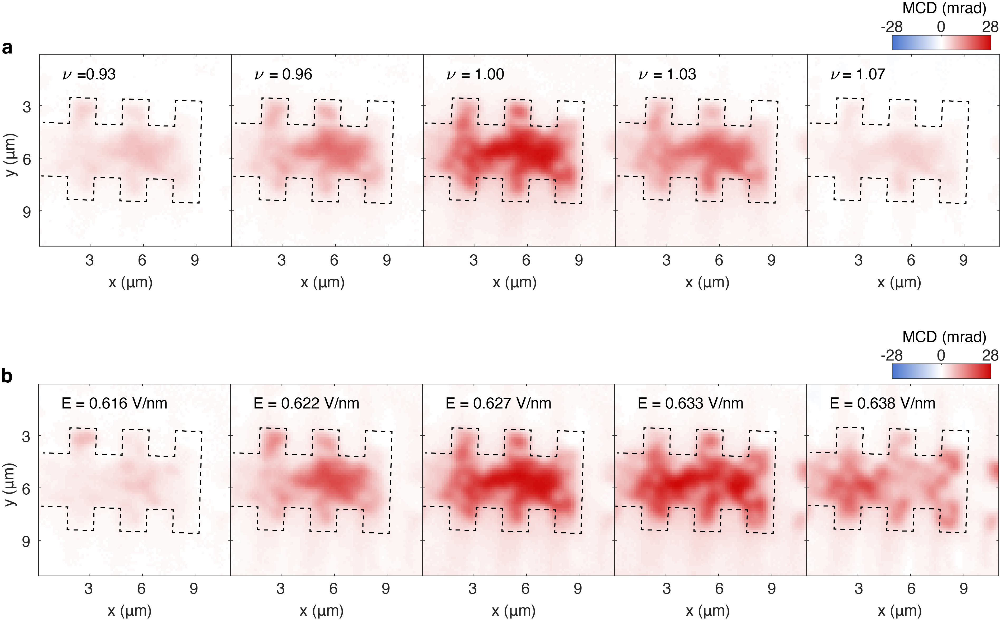 MCD (mrad)
-28 0 28
a
ν =0.93 ν = 0.96 ν = 1.00 ν = 1.03 ν = 1.07
3
6
9
y (μm)
3 6 9 3 6 9 3 6 9 3 6 9 3 6 9
x (μm) x (μm) x (μm) x (μm) x (μm)
MCD (mrad)
-28 0 28
b
E = 0.616 V/nm E = 0.622 V/nm E = 0.627 V/nm E = 0.633 V/nm E = 0.638 V/nm
3
6
9
y (μm)
3 6 9 3 6 9 3 6 9 3 6 9 3 6 9
x (μm) x (μm) x (μm) x (μm) x (μm)